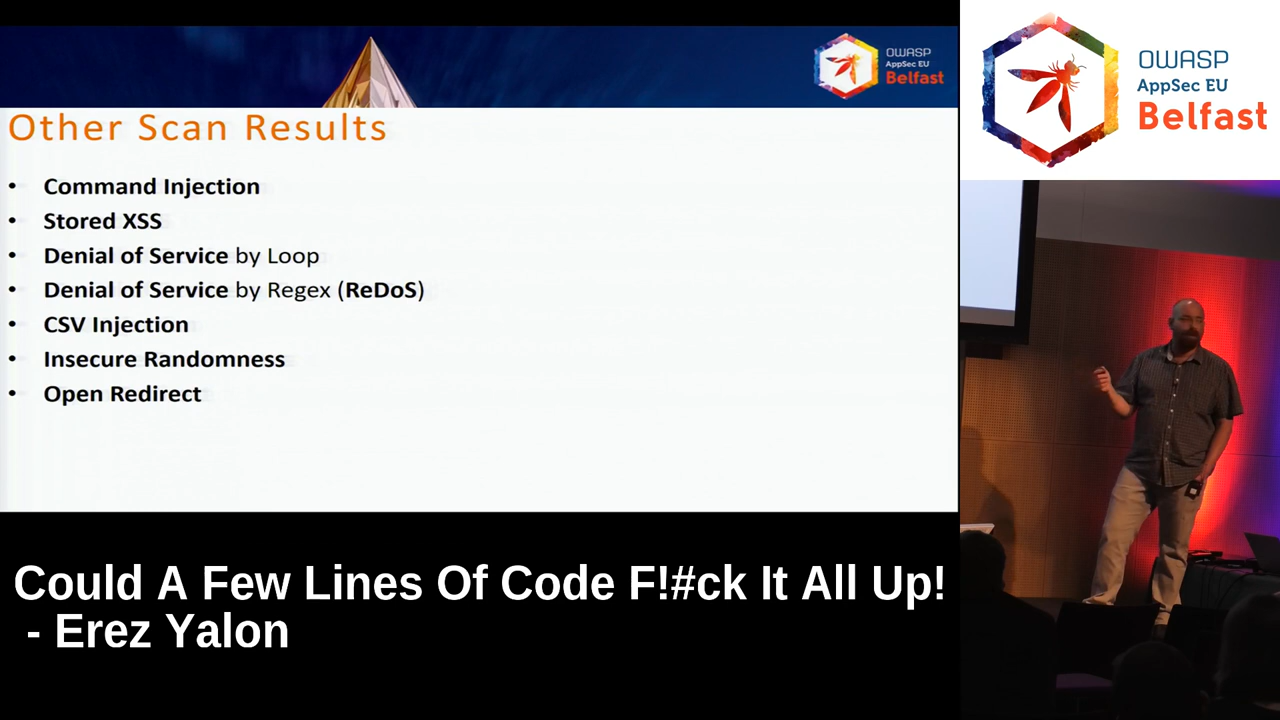 OWASP
AppSec EU
Belfast
Other Scan Results
• Command Injection
• Stored XSS
• Denial of Service by Loop
• Denial of Service by Regex (ReDoS)
• CSV Injection
• Insecure Randomness
• Open Redirect
OWASP
AppSec EU
Belfast
Could A Few Lines Of Code F!#ck It All Up!
- Erez Yalon